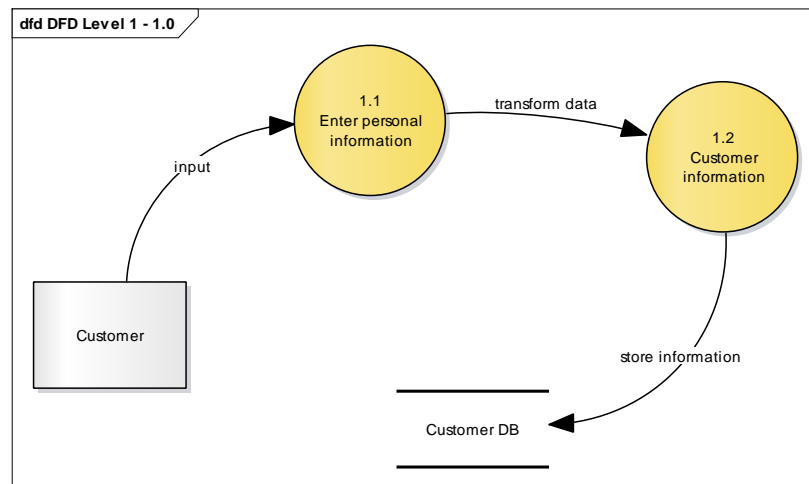 dfd DFD Level 1 - 1.0
1.1
Enter personal
information
transform data
1.2
Customer
information
input
Customer
store information
Customer DB